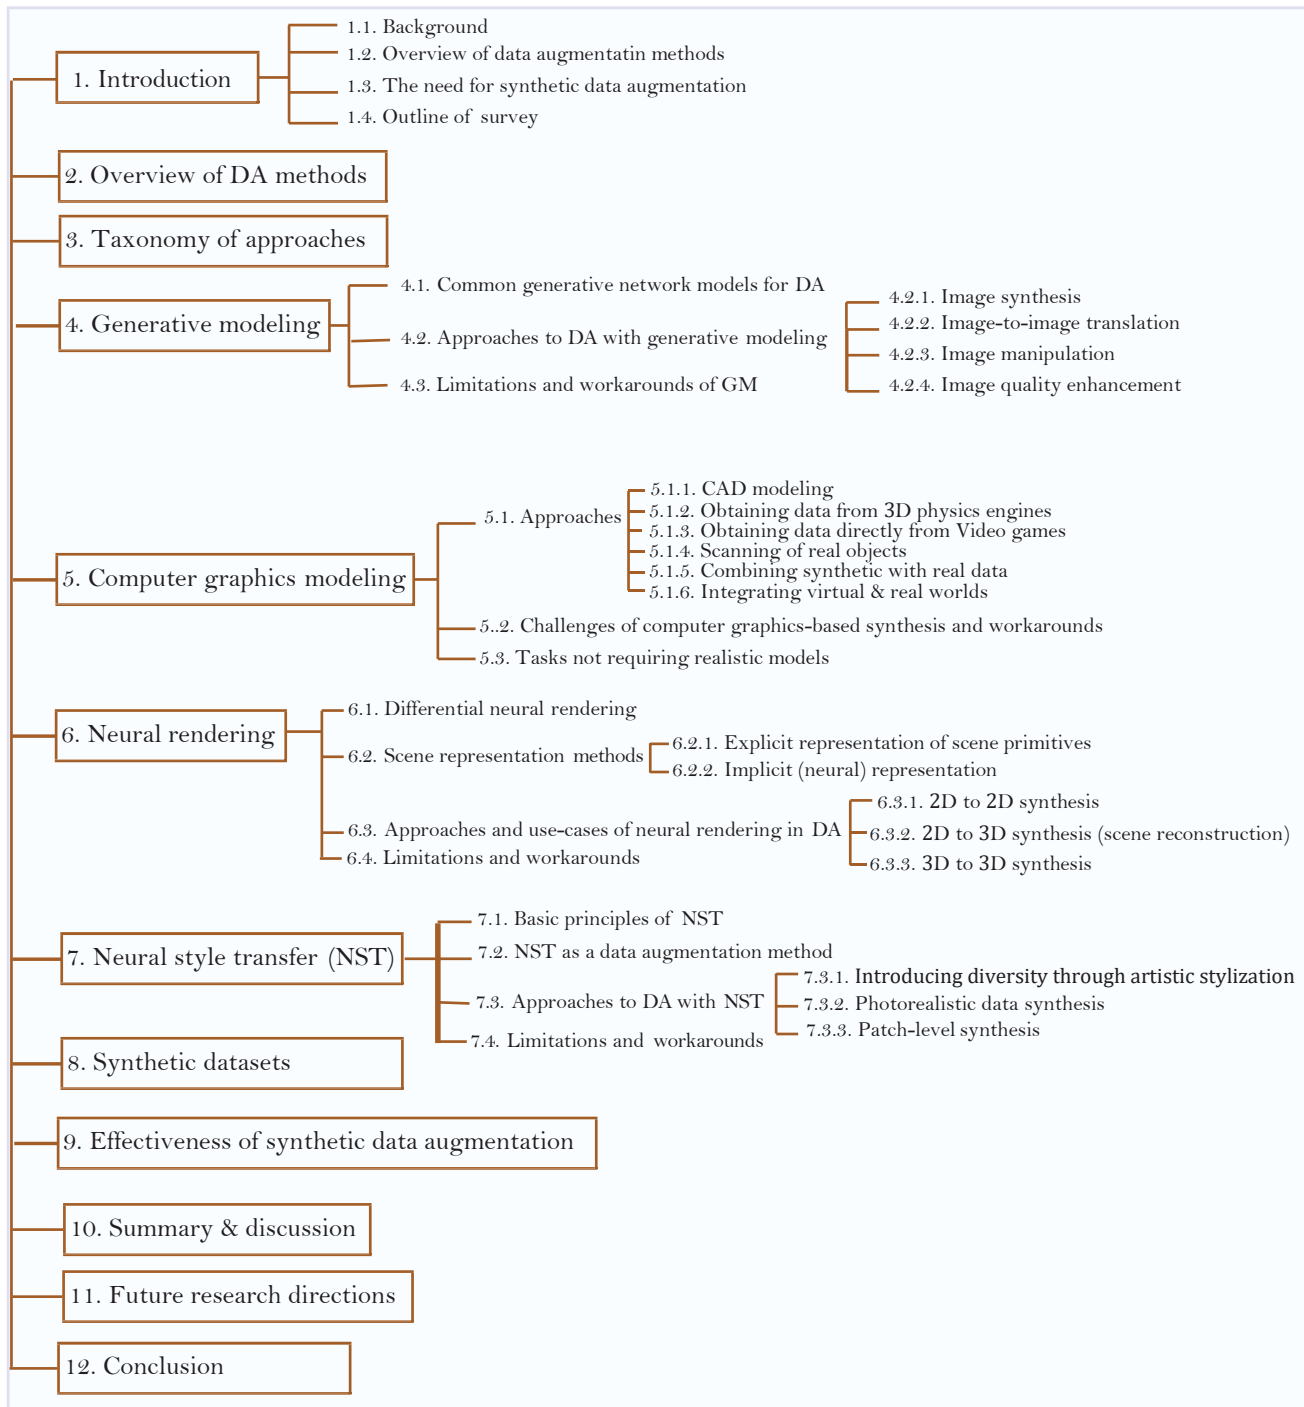 1. Introduction
1.1. Background
1.2. Overview of data augmentatin methods
1.3. The need for synthetic data augmentation
1.4. Outline of survey
2. Overview of DA methods
3. Taxonomy of approaches
4. Generative modeling
4.1. Common generative network models for DA
4.2. Approaches to DA with generative modeling
4.2.1. Image synthesis
4.2.2. Image-to-image translation
4.2.3. Image manipulation
4.2.4. Image quality enhancement
4.3. Limitations and workarounds of GM
5. Computer graphics modeling
5.1. Approaches
5.1.1. CAD modeling
5.1.2. Obtaining data from 3D physics engines
5.1.3. Obtaining data directly from Video games
5.1.4. Scanning of real objects
5.1.5. Combining synthetic with real data
5.1.6. Integrating virtual & real worlds
5..2. Challenges of computer graphics-based synthesis and workarounds
5.3. Tasks not requiring realistic models
6. Neural rendering
6.1. Differential neural rendering
6.2. Scene representation methods
6.2.1. Explicit representation of scene primitives
6.2.2. Implicit (neural) representation
6.3. Approaches and use-cases of neural rendering in DA
6.3.1. 2D to 2D synthesis
6.3.2. 2D to 3D synthesis (scene reconstruction)
6.3.3. 3D to 3D synthesis
6.4. Limitations and workarounds
7. Neural style transfer (NST)
7.1. Basic principles of NST
7.2. NST as a data augmentation method
7.3. Approaches to DA with NST
7.3.1. Introducing diversity through artistic stylization
7.3.2. Photorealistic data synthesis
7.3.3. Patch-level synthesis
7.4. Limitations and workarounds
8. Synthetic datasets
9. Effectiveness of synthetic data augmentation
10. Summary & discussion
11. Future research directions
12. Conclusion